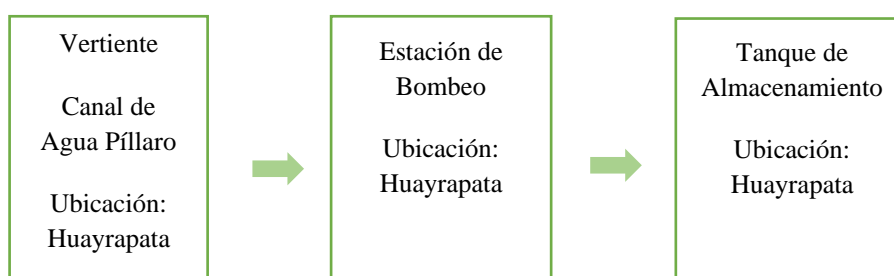 Vertiente
Canal de
Agua Píllaro
Ubicación:
Huayrapata
Estación de
Bombeo
Ubicación:
Huayrapata
Tanque de
Almacenamiento
Ubicación:
Huayrapata